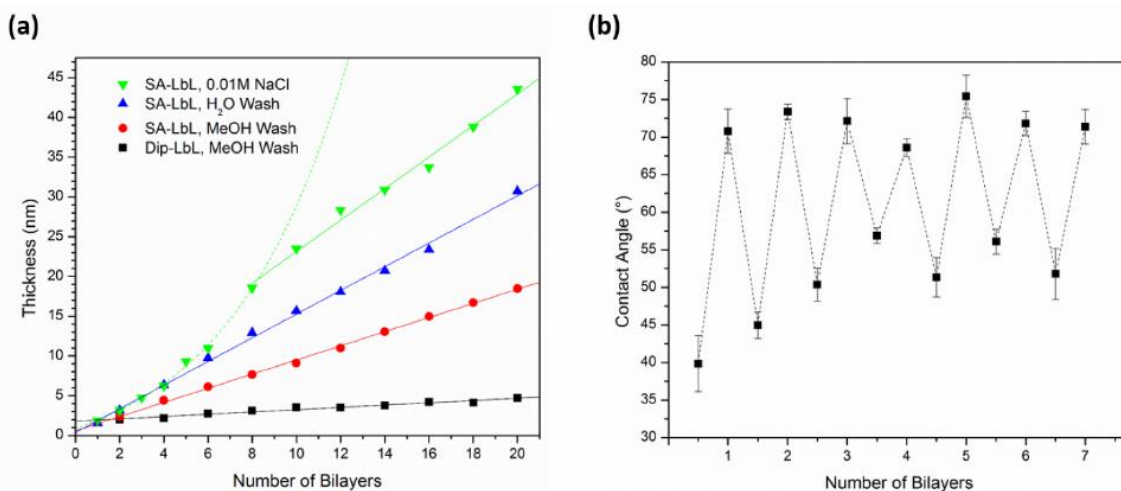 (a)
45
40
35
30
25
20
15
10
5
0
Thickness (nm)
SA-LbL, 0.01M NaCl
SA-LbL, H₂O Wash
SA-LbL, MeOH Wash
Dip-LbL, MeOH Wash
0 2 4 6 8 10 12 14 16 18 20
Number of Bilayers
(b)
80
75
70
65
60
55
50
45
40
35
30
Contact Angle (°)
1 2 3 4 5 6 7
Number of Bilayers